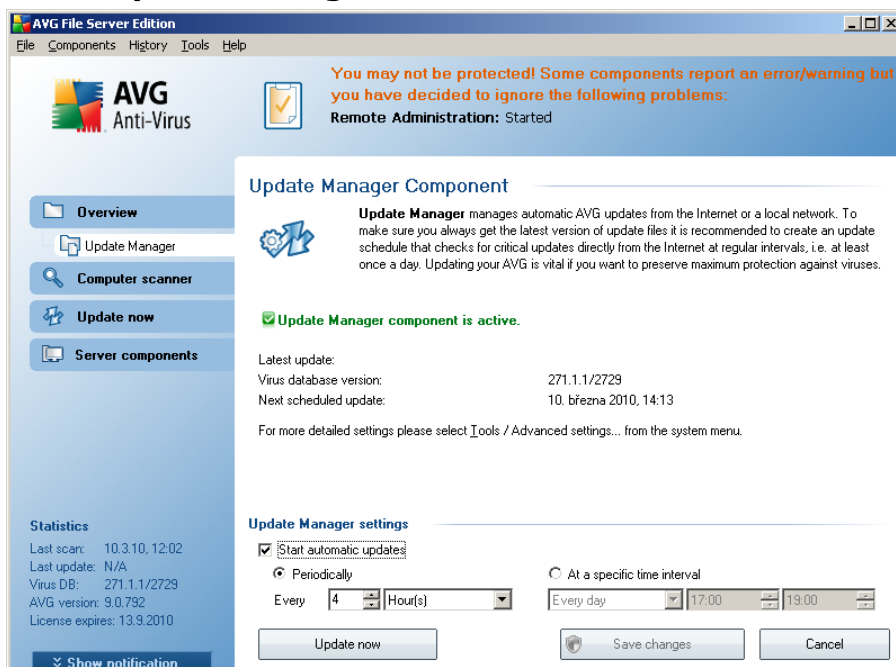 AVG File Server Edition
File Components History Tools Help
AVG
Anti-Virus
You may not be protected! Some components report an error/warning but
you have decided to ignore the following problems:
Remote Administration: Started
Overview
Update Manager
Computer scanner
Update now
Server components
Statistics
Last scan: 10.3.10, 12:02
Last update: N/A
Virus DB: 271.1.1/2729
AVG version: 9.0.792
License expires: 13.9.2010
Show notification
Update Manager Component
Update Manager manages automatic AVG updates from the Internet or a local network. To
make sure you always get the latest version of update files it is recommended to create an update
schedule that checks for critical updates directly from the Internet at regular intervals, i.e. at least
once a day. Updating your AVG is vital if you want to preserve maximum protection against viruses.
Update Manager component is active.
Latest update:
Virus database version: 271.1.1/2729
Next scheduled update: 10. března 2010, 14:13
For more detailed settings please select Tools / Advanced settings... from the system menu.
Update Manager settings
Start automatic updates
Periodically At a specific time interval
Every 4 Hour(s) Every day 17:00 19:00
Update now Save changes Cancel